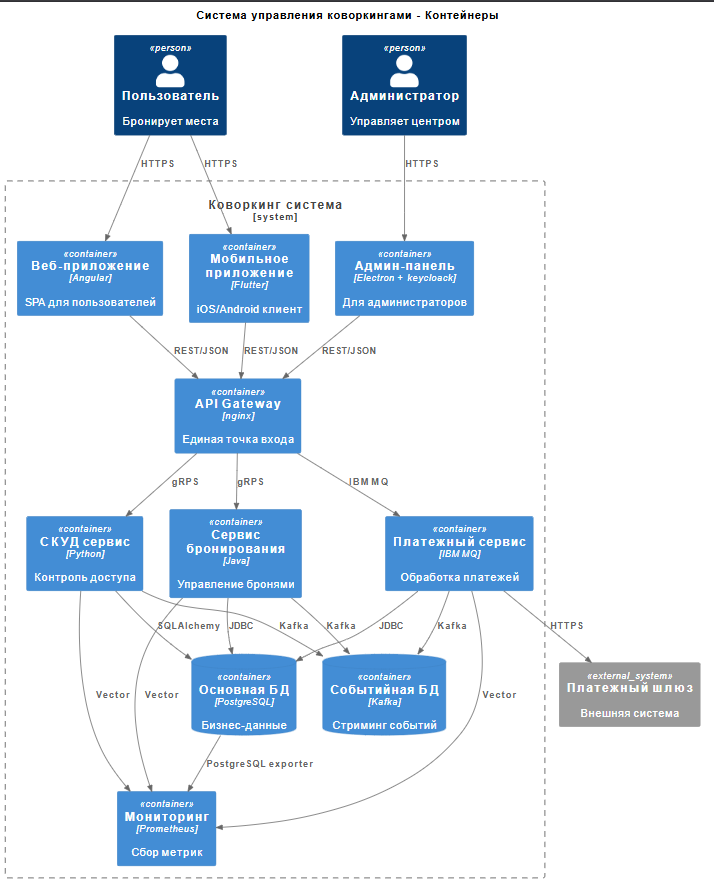 Система управления коворкингами - Контейнеры
«person»
Пользователь
Бронирует места
«person»
Администратор
Управляет центром
HTTPS
HTTPS
HTTPS
Коворкинг система
[system]
«container»
Веб-приложение
[Angular]
SPA для пользователей
«container»
Мобильное
приложение
[Flutter]
iOS/Android клиент
«container»
Админ-панель
[Electron + keycloack]
Для администраторов
REST/JSON
REST/JSON
REST/JSON
«container»
API Gateway
[nginx]
Единая точка входа
gRPS
gRPS
IBM MQ
«container»
СКУД сервис
[Python]
Контроль доступа
«container»
Сервис
бронирования
[Java]
Управление бронями
«container»
Платежный сервис
[IBM MQ]
Обработка платежей
SQLAlchemy
JDBC
Kafka
Kafka
JDBC
Kafka
HTTPS
«container»
Основная БД
[PostgreSQL]
Бизнес-данные
«container»
Событийная БД
[Kafka]
Стриминг событий
«external_system»
Платежный шлюз
Внешняя система
Vector
Vector
Vector
PostgreSQL exporter
«container»
Мониторинг
[Prometheus]
Сбор метрик